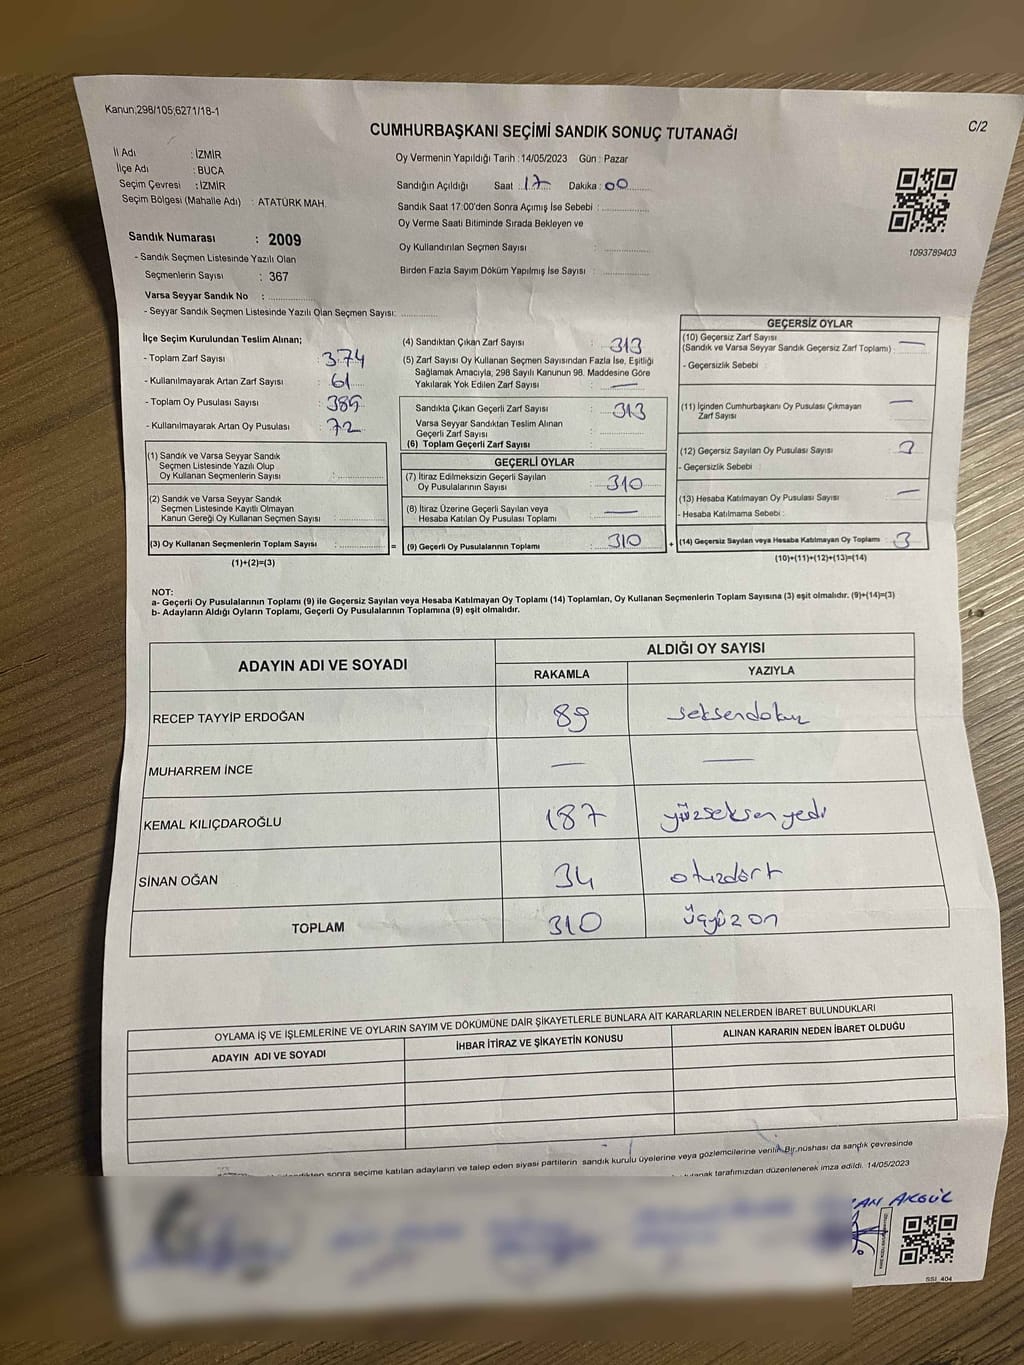 Kanun;298/105;6271/18-1
C/2
CUMHURBAŞKANI SEÇİMİ SANDIK SONUÇ TUTANAĞI
İl Adı : İZMİR
İlçe Adı : BUCA
Seçim Çevresi : İZMİR
Seçim Bölgesi (Mahalle Adı) : ATATÜRK MAH.
Oy Vermenin Yapıldığı Tarih : 14/05/2023 Gün : Pazar
Sandığın Açıldığı Saat : 17 Dakika : 00
Sandık Saat 17:00'den Sonra Açımış İse Sebebi :
Oy Verme Saati Bitiminde Sırada Bekleyen ve
Oy Kullandırılan Seçmen Sayısı :
Birden Fazla Sayım Döküm Yapılmış İse Sayısı :
1093789403
Sandık Numarası : 2009
- Sandık Seçmen Listesinde Yazılı Olan
Seçmenlerin Sayısı : 367
Varsa Seyyar Sandık No :
- Seyyar Sandık Seçmen Listesinde Yazılı Olan Seçmen Sayısı:
İlçe Seçim Kurulundan Teslim Alınan;
- Toplam Zarf Sayısı : 374
- Kullanılmayarak Artan Zarf Sayısı : 61
- Toplam Oy Pusulası Sayısı : 385
- Kullanılmayarak Artan Oy Pusulası : 72
(1) Sandık ve Varsa Seyyar Sandık
Seçmen Listesinde Yazılı Olup
Oy Kullanan Seçmenlerin Sayısı :
(2) Sandık ve Varsa Seyyar Sandık
Seçmen Listesinde Kayıtlı Olmayan
Kanun Gereği Oy Kullanan Seçmen Sayısı :
(3) Oy Kullanan Seçmenlerin Toplam Sayısı : =
(1)+(2)=(3)
(4) Sandıktan Çıkan Zarf Sayısı : 313
(5) Zarf Sayısı Oy Kullanan Seçmen Sayısından Fazla İse, Eşitliği
Sağlamak Amacıyla, 298 Sayılı Kanunun 98. Maddesine Göre
Yakılarak Yok Edilen Zarf Sayısı : —
Sandıkta Çıkan Geçerli Zarf Sayısı : 313
Varsa Seyyar Sandıktan Teslim Alınan
Geçerli Zarf Sayısı :
(6) Toplam Geçerli Zarf Sayısı :
GEÇERLİ OYLAR
(7) İtiraz Edilmeksizin Geçerli Sayılan
Oy Pusulalarının Sayısı : 310
(8) İtiraz Üzerine Geçerli Sayılan veya
Hesaba Katılan Oy Pusulası Toplamı : —
(9) Geçerli Oy Pusulalarının Toplamı : 310 +
GEÇERSİZ OYLAR
(10) Geçersiz Zarf Sayısı
(Sandık ve Varsa Seyyar Sandık Geçersiz Zarf Toplamı) : —
- Geçersizlik Sebebi :
(11) İçinden Cumhurbaşkanı Oy Pusulası Çıkmayan
Zarf Sayısı : —
(12) Geçersiz Sayılan Oy Pusulası Sayısı : 3
- Geçersizlik Sebebi :
(13) Hesaba Katılmayan Oy Pusulası Sayısı : —
- Hesaba Katılmama Sebebi :
(14) Geçersiz Sayılan veya Hesaba Katılmayan Oy Toplamı : 3
(10)+(11)+(12)+(13)=(14)
NOT:
a- Geçerli Oy Pusulalarının Toplamı (9) ile Geçersiz Sayılan veya Hesaba Katılmayan Oy Toplamı (14) Toplamları, Oy Kullanan Seçmenlerin Toplam Sayısına (3) eşit olmalıdır. (9)+(14)=(3)
b- Adayların Aldığı Oyların Toplamı, Geçerli Oy Pusulalarının Toplamına (9) eşit olmalıdır.
ADAYIN ADI VE SOYADI
ALDIĞI OY SAYISI
RAKAMLA YAZIYLA
RECEP TAYYİP ERDOĞAN 89 seksendokuz
MUHARREM İNCE — —
KEMAL KILIÇDAROĞLU 187 yüzseksenyedi
SİNAN OĞAN 34 otuzdört
TOPLAM 310 üçyüzon
OYLAMA İŞ VE İŞLEMLERİNE VE OYLARIN SAYIM VE DÖKÜMÜNE DAİR ŞİKAYETLERLE BUNLARA AİT KARARLARIN NELERDEN İBARET BULUNDUKLARI
ADAYIN ADI VE SOYADI İHBAR İTİRAZ VE ŞİKAYETİN KONUSU ALINAN KARARIN NEDEN İBARET OLDUĞU
sonra seçime katılan adayların ve talep eden siyasi partilerin sandık kurulu üyelerine veya gözlemcilerine verilir. Bir nüshası da sandık çevresinde
tarafımızdan düzenlenerek imza edildi. 14/05/2023
AKGÜL
SSİ_404